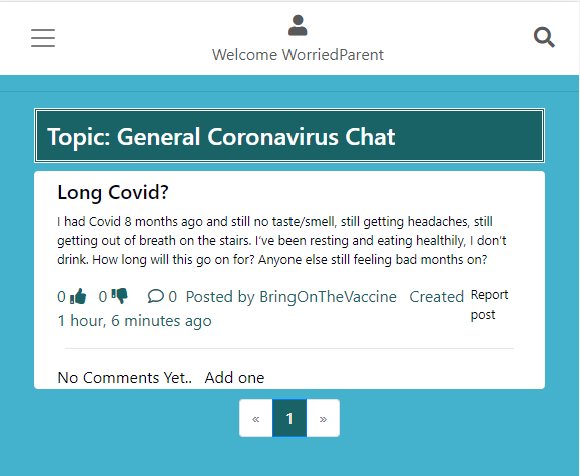 Welcome WorriedParent
Topic: General Coronavirus Chat
Long Covid?
I had Covid 8 months ago and still no taste/smell, still getting headaches, still
getting out of breath on the stairs. I've been resting and eating healthily, I don't
drink. How long will this go on for? Anyone else still feeling bad months on?
0 0 0 Posted by BringOnTheVaccine Created Report
1 hour, 6 minutes ago post
No Comments Yet.. Add one
« 1 »